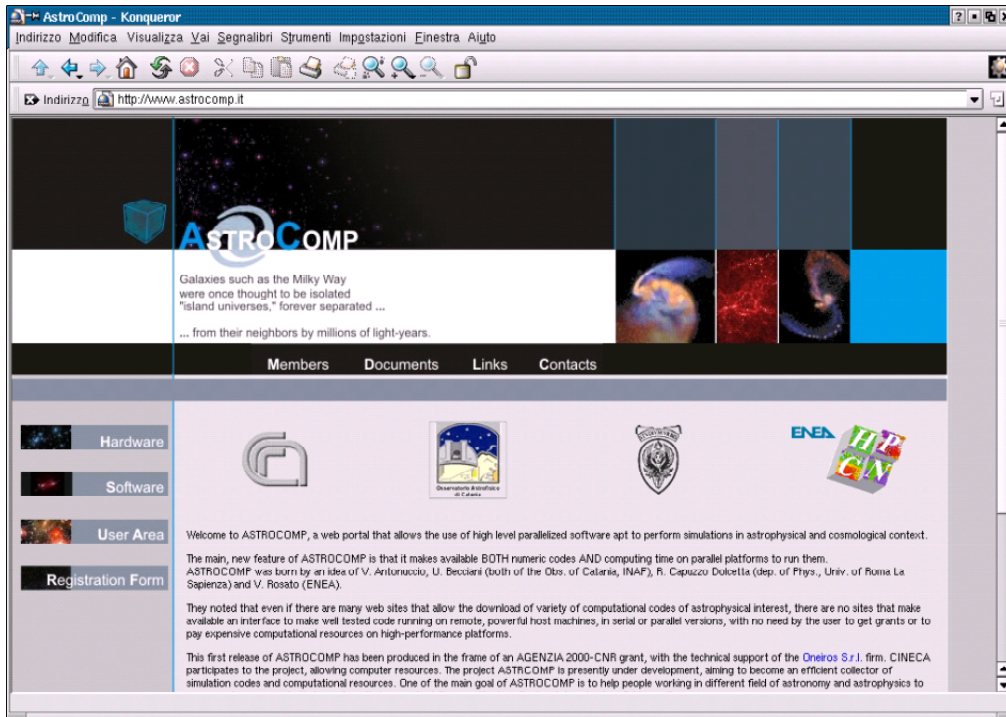 AstroComp - Konqueror
Indirizzo Modifica Visualizza Vai Segnalibri Strumenti Impostazioni Finestra Aiuto
Indirizzo http://www.astrocomp.it
ASTROCOMP
Galaxies such as the Milky Way
were once thought to be isolated
"island universes," forever separated ...
... from their neighbors by millions of light-years.
Members Documents Links Contacts
Hardware
Software
User Area
Registration Form
Osservatorio Astrofisico
di Catania
ENEA
HPCN
Welcome to ASTROCOMP, a web portal that allows the use of high level parallelized software apt to perform simulations in astrophysical and cosmological context.
The main, new feature of ASTROCOMP is that it makes available BOTH numeric codes AND computing time on parallel platforms to run them.
ASTROCOMP was born by an idea of V. Antonuccio, U. Becciani (both of the Obs. of Catania, INAF), R. Capuzzo Dolcetta (dep. of Phys., Univ. of Roma La
Sapienza) and V. Rosato (ENEA).
They noted that even if there are many web sites that allow the download of variety of computational codes of astrophysical interest, there are no sites that make
available an interface to make well tested code running on remote, powerful host machines, in serial or parallel versions, with no need by the user to get grants or to
pay expensive computational resources on high-performance platforms.
This first release of ASTROCOMP has been produced in the frame of an AGENZIA 2000-CNR grant, with the technical support of the Oneiros S.r.l. firm. CINECA
participates to the project, allowing computer resources. The project ASTRCOMP is presently under development, aiming to become an efficient collector of
simulation codes and computational resources. One of the main goal of ASTROCOMP is to help people working in different field of astronomy and astrophysics to